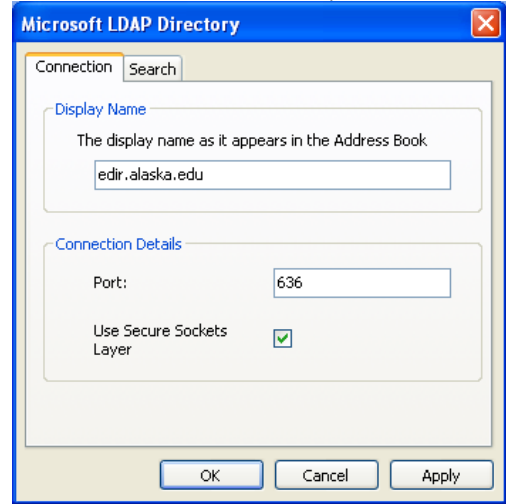 Microsoft LDAP Directory
Connection Search
Display Name
The display name as it appears in the Address Book
edir.alaska.edu
Connection Details
Port: 636
Use Secure Sockets
Layer
OK Cancel Apply